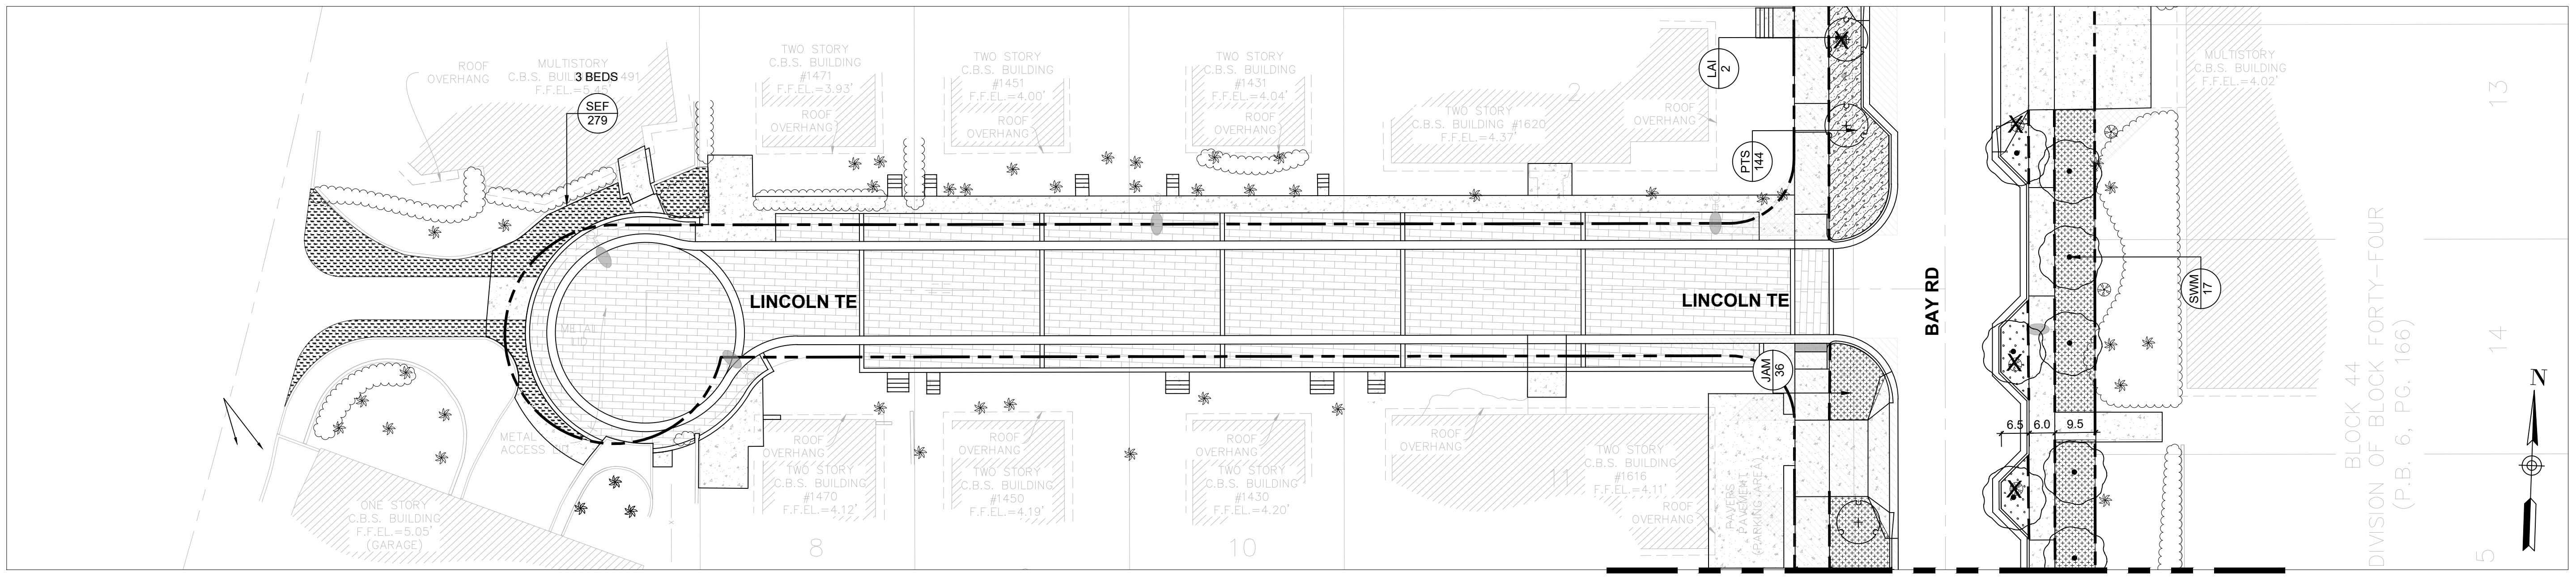 ROOF
OVERHANG
MULTISTORY
C.B.S. BUIL
491
3 BEDS
F.F.EL.=5.45'
SEF
279
TWO STORY
C.B.S. BUILDING
#1471
F.F.EL.=3.93'
ROOF
OVERHANG
TWO STORY
C.B.S. BUILDING
#1451
F.F.EL.=4.00'
ROOF
OVERHANG
TWO STORY
C.B.S. BUILDING
#1431
F.F.EL.=4.04'
ROOF
OVERHANG
2
TWO STORY
C.B.S. BUILDING #1620
F.F.EL.=4.37'
ROOF
OVERHANG
LAI
2
PTS
144
MULTISTORY
C.B.S. BUILDING
F.F.EL.=4.02'
13
LINCOLN TE
LINCOLN TE
BAY RD
SWM
17
METAL
LID
JAM
36
BLOCK 44
DIVISION OF BLOCK FORTY-FOUR
(P.B. 6, PG. 166)
14
N
6.5
6.0
9.5
METAL
ACCESS LID
ONE STORY
C.B.S. BUILDING
F.F.EL.=5.05'
(GARAGE)
ROOF
OVERHANG
TWO STORY
C.B.S. BUILDING
#1470
F.F.EL.=4.12'
8
ROOF
OVERHANG
TWO STORY
C.B.S. BUILDING
#1450
F.F.EL.=4.19'
ROOF
OVERHANG
TWO STORY
C.B.S. BUILDING
#1430
F.F.EL.=4.20'
10
ROOF
OVERHANG
11
TWO STORY
C.B.S. BUILDING
#1616
F.F.EL.=4.11'
ROOF
OVERHANG
PAVERS
PAVEMENT
(PARKING AREA)
5